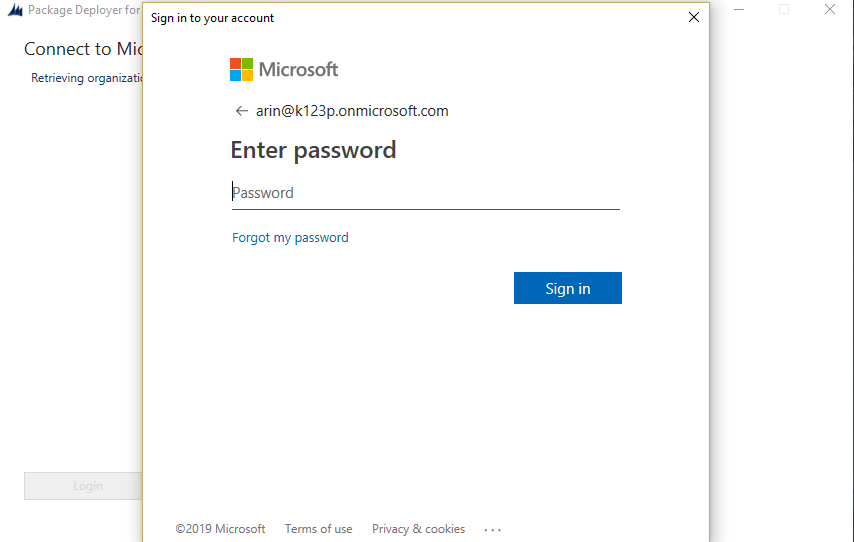 Package Deployer for
Sign in to your account
Connect to Mic
Retrieving organizatio
Microsoft
arin@k123p.onmicrosoft.com
Enter password
Password
Forgot my password
Sign in
Login
©2019 Microsoft Terms of use Privacy & cookies ...